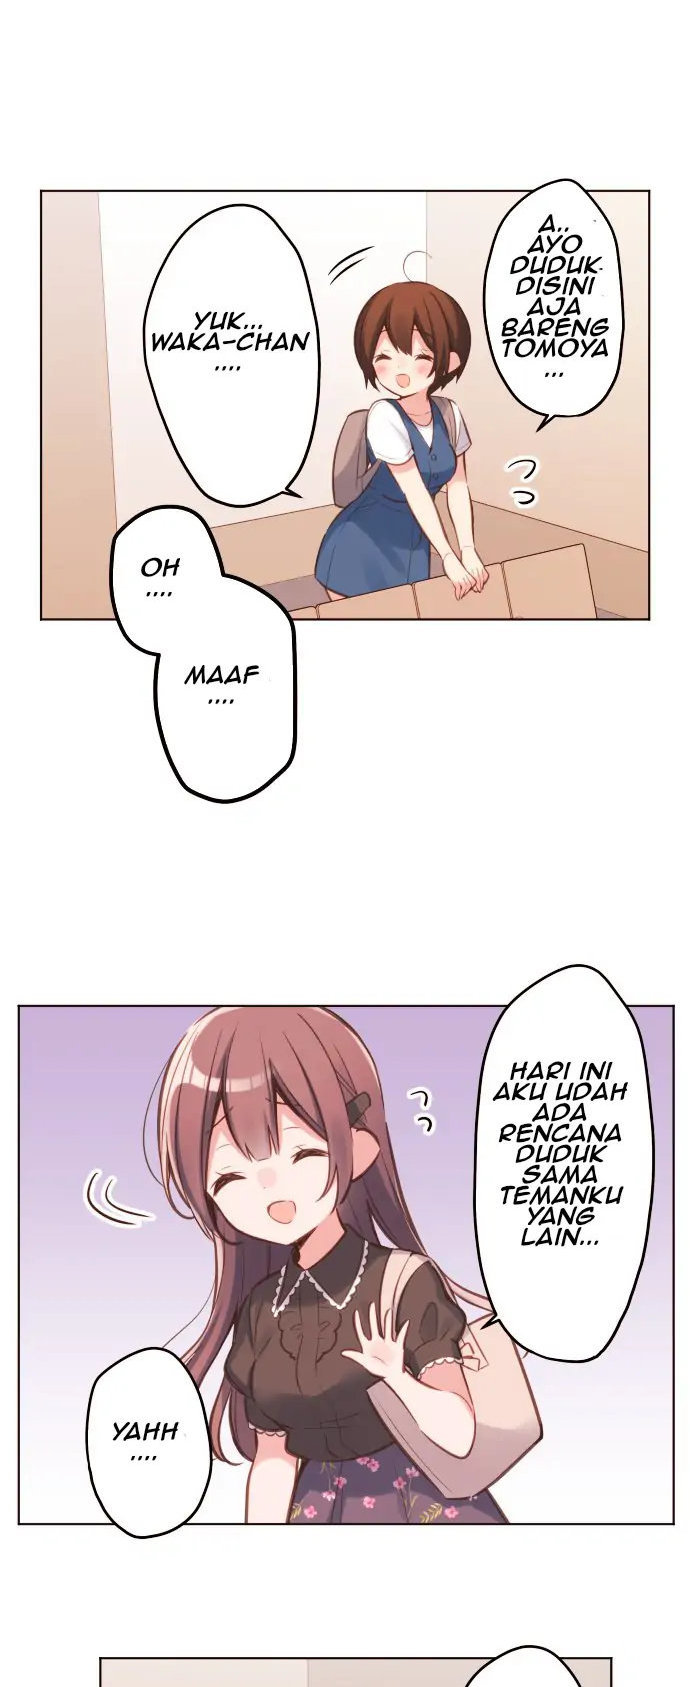 A..
AYO
DUDUK
DISINI
AJA
BARENG
TOMOYA
...
YUK...
WAKA-CHAN
....
OH
....
MAAF
....
HARI INI
AKU UDAH
ADA
RENCANA
DUDUK
SAMA
TEMANKU
YANG
LAIN...
YAHH
....